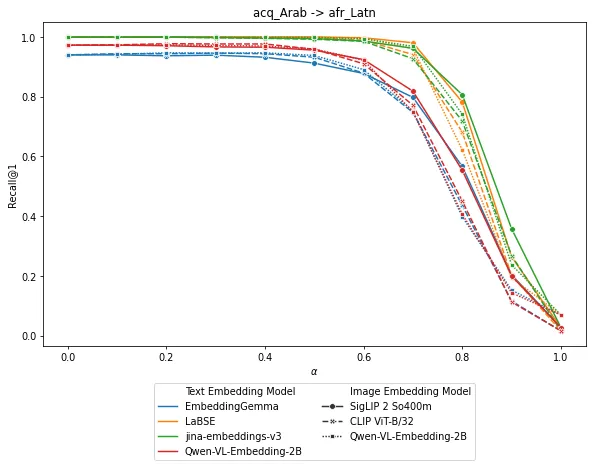 acq_Arab -> afr_Latn
1.0
0.8
0.6
0.4
0.2
0.0
Recall@1
0.0 0.2 0.4 0.6 0.8 1.0
α
Text Embedding Model
EmbeddingGemma
LaBSE
jina-embeddings-v3
Qwen-VL-Embedding-2B
Image Embedding Model
SigLIP 2 So400m
CLIP ViT-B/32
Qwen-VL-Embedding-2B